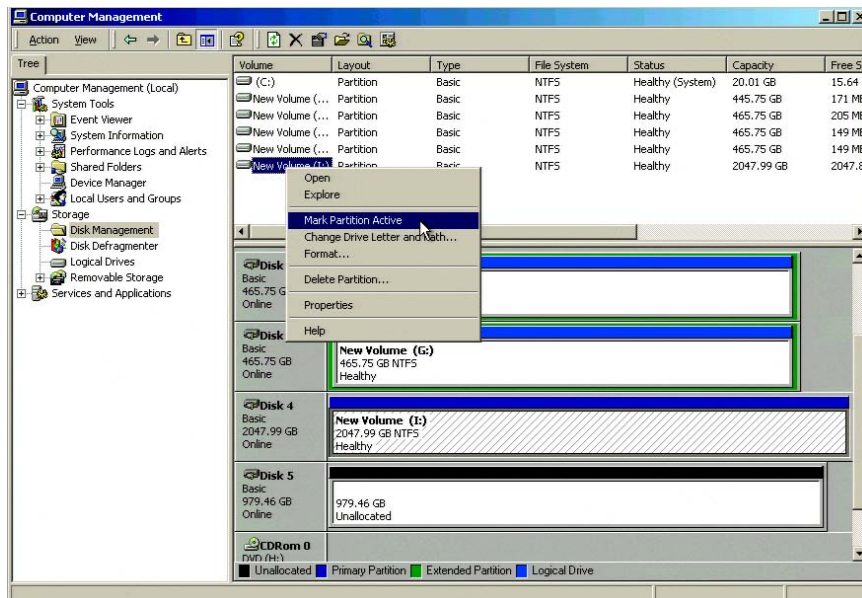 Computer Management
Action View
Tree
Computer Management (Local)
System Tools
Event Viewer
System Information
Performance Logs and Alerts
Shared Folders
Device Manager
Local Users and Groups
Storage
Disk Management
Disk Defragmenter
Logical Drives
Removable Storage
Services and Applications
Volume Layout Type File System Status Capacity Free S
(C:) Partition Basic NTFS Healthy (System) 20.01 GB 15.64
New Volume (... Partition Basic NTFS Healthy 445.75 GB 171 M
New Volume (... Partition Basic NTFS Healthy 465.75 GB 205 M
New Volume (... Partition Basic NTFS Healthy 465.75 GB 149 M
New Volume (... Partition Basic NTFS Healthy 465.75 GB 149 M
New Volume (I:) Partition Basic NTFS Healthy 2047.99 GB 2047.8
Open
Explore
Mark Partition Active
Change Drive Letter and Path...
Format...
Delete Partition...
Properties
Help
Disk
Basic
465.75 G
Online
Disk
Basic
465.75 GB
Online
New Volume (G:)
465.75 GB NTFS
Healthy
Disk 4
Basic
2047.99 GB
Online
New Volume (I:)
2047.99 GB NTFS
Healthy
Disk 5
Basic
979.46 GB
Online
979.46 GB
Unallocated
CDRom 0
DVD (H:)
Unallocated Primary Partition Extended Partition Logical Drive